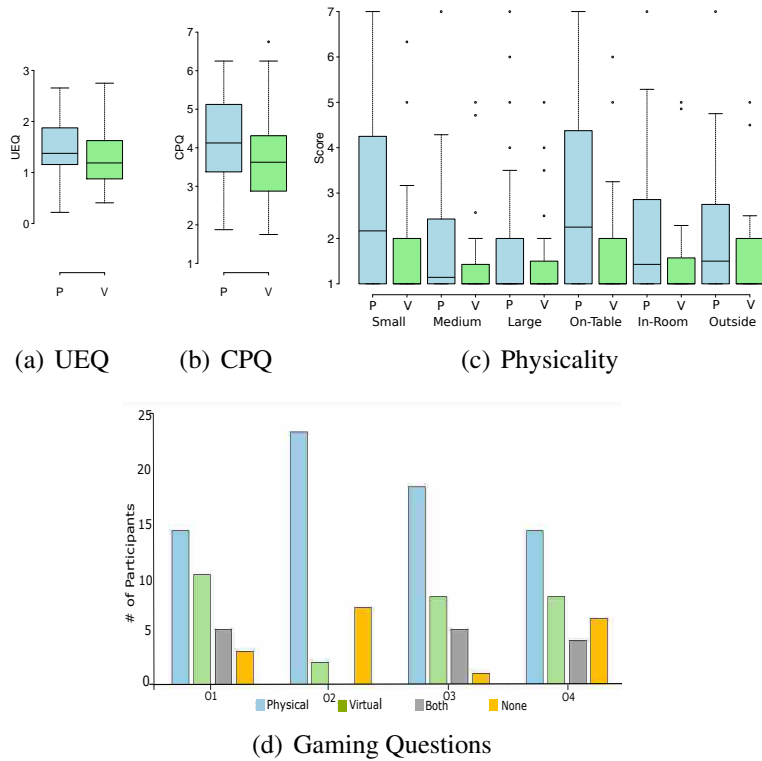 UEQ
3
2
1
0
P V
(a) UEQ
CPQ
7
6
5
4
3
2
1
P V
(b) CPQ
Score
7
6
5
4
3
2
1
P V P V P V P V P V P V
Small Medium Large On-Table In-Room Outside
(c) Physicality
# of Participants
25
20
15
10
5
0
O1 O2 O3 O4
Physical Virtual Both None
(d) Gaming Questions